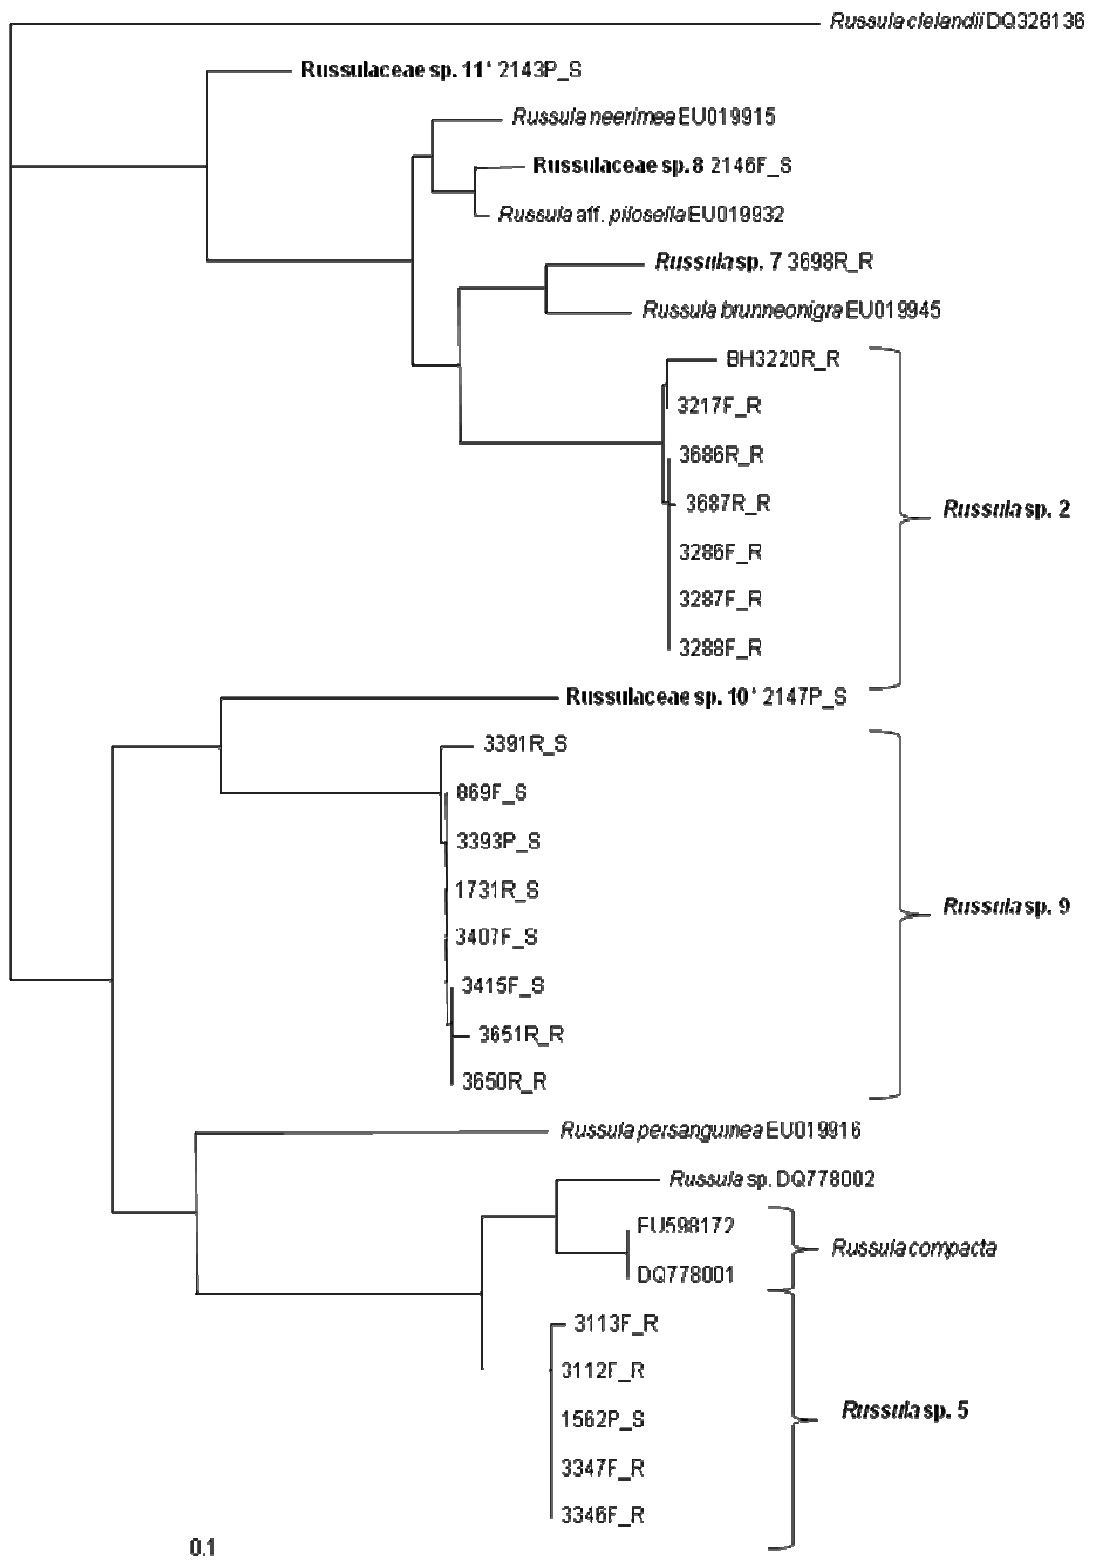 Russula clelandii DQ328136
Russulaceae sp. 11* 2143P_S
Russula neerimea EU019915
Russulaceae sp. 8 2146F_S
Russula aff. pilosella EU019932
Russula sp. 7 3698R_R
Russula brunneonigra EU019945
BH3220R_R
3217F_R
3686R_R
3687R_R
Russula sp. 2
3286F_R
3287F_R
3288F_R
Russulaceae sp. 10* 2147P_S
3391R_S
869F_S
3393P_S
1731R_S
Russula sp. 9
3407F_S
3415F_S
3651R_R
3650R_R
Russula persanguinea EU019916
Russula sp. DQ778002
EU598172
Russula compacta
DQ778001
3113F_R
3112F_R
Russula sp. 5
1562P_S
3347F_R
3346F_R
0.1